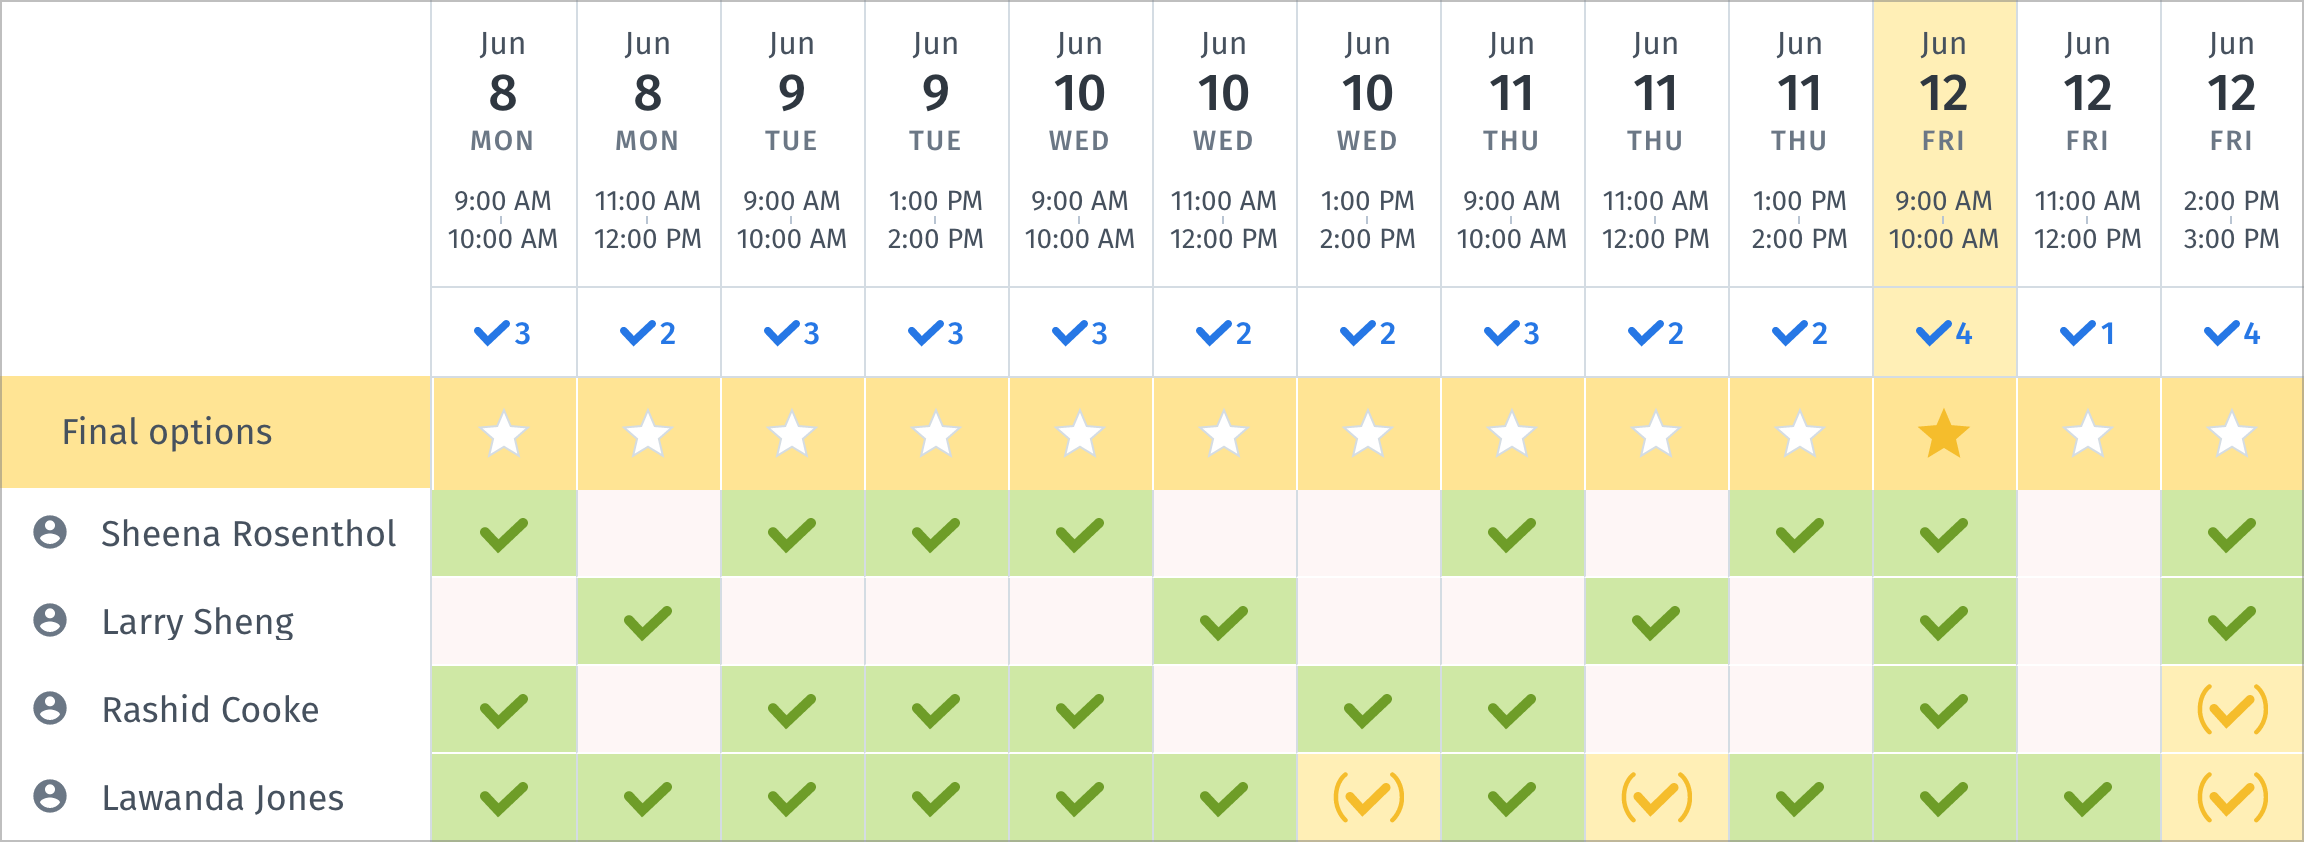 Jun Jun Jun Jun Jun Jun Jun Jun Jun Jun Jun Jun Jun
8 8 9 9 10 10 10 11 11 11 12 12 12
MON MON TUE TUE WED WED WED THU THU THU FRI FRI FRI
9:00 AM 11:00 AM 9:00 AM 1:00 PM 9:00 AM 11:00 AM 1:00 PM 9:00 AM 11:00 AM 1:00 PM 9:00 AM 11:00 AM 2:00 PM
10:00 AM 12:00 PM 10:00 AM 2:00 PM 10:00 AM 12:00 PM 2:00 PM 10:00 AM 12:00 PM 2:00 PM 10:00 AM 12:00 PM 3:00 PM
3 2 3 3 3 2 2 3 2 2 4 1 4
Final options
Sheena Rosenthol
Larry Sheng
Rashid Cooke
Lawanda Jones